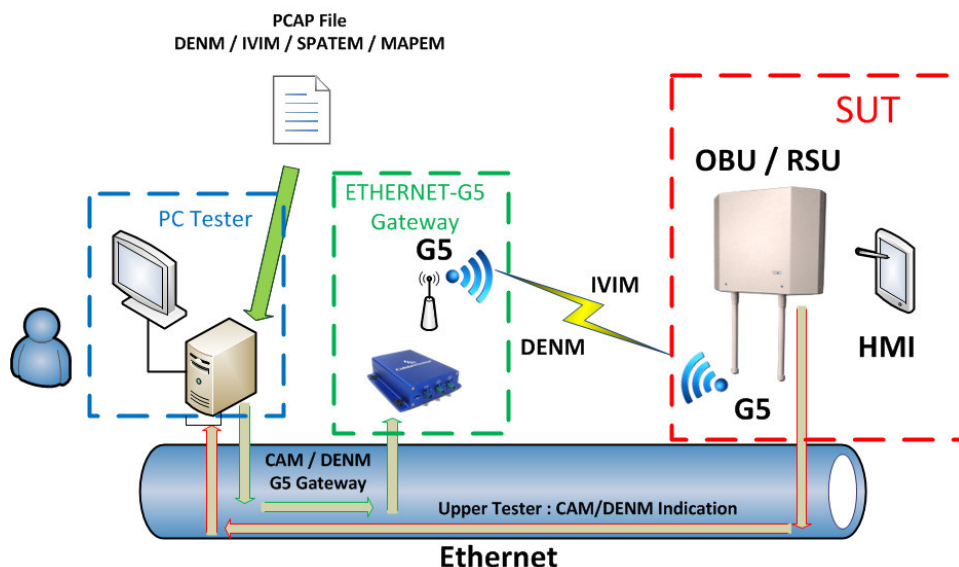 PCAP File
DENM / IVIM / SPATEM / MAPEM
SUT
OBU / RSU
ETHERNET-G5
Gateway
PC Tester
G5
IVIM
DENM
HMI
G5
CAM / DENM
G5 Gateway
Upper Tester : CAM/DENM Indication
Ethernet